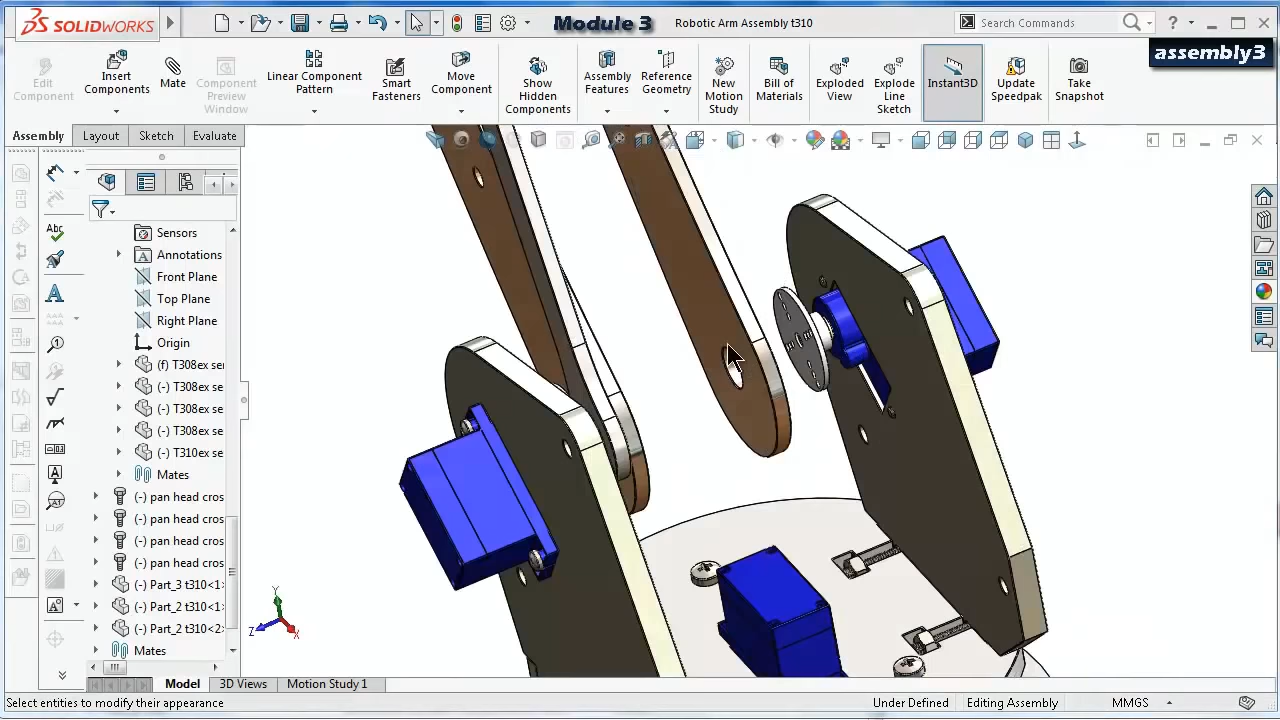 SOLIDWORKS
Module 3
Robotic Arm Assembly t310
Search Commands
assembly3
Edit
Component
Insert
Components
Mate
Component
Preview
Window
Linear Component
Pattern
Smart
Fasteners
Move
Component
Show
Hidden
Components
Assembly
Features
Reference
Geometry
New
Motion
Study
Bill of
Materials
Exploded
View
Explode
Line
Sketch
Instant3D
Update
Speedpak
Take
Snapshot
Assembly
Layout
Sketch
Evaluate
Sensors
Annotations
Front Plane
Top Plane
Right Plane
Origin
(f) T308ex ser
(-) T308ex se
(-) T308ex se
(-) T308ex se
(-) T310ex se
Mates
(-) pan head cros
(-) pan head cros
(-) pan head cros
(-) pan head cros
(-) Part_3 t310<1>
(-) Part_2 t310<1>
(-) Part_2 t310<2>
Mates
Y
Z
X
Model
3D Views
Motion Study 1
Select entities to modify their appearance
Under Defined
Editing Assembly
MMGS